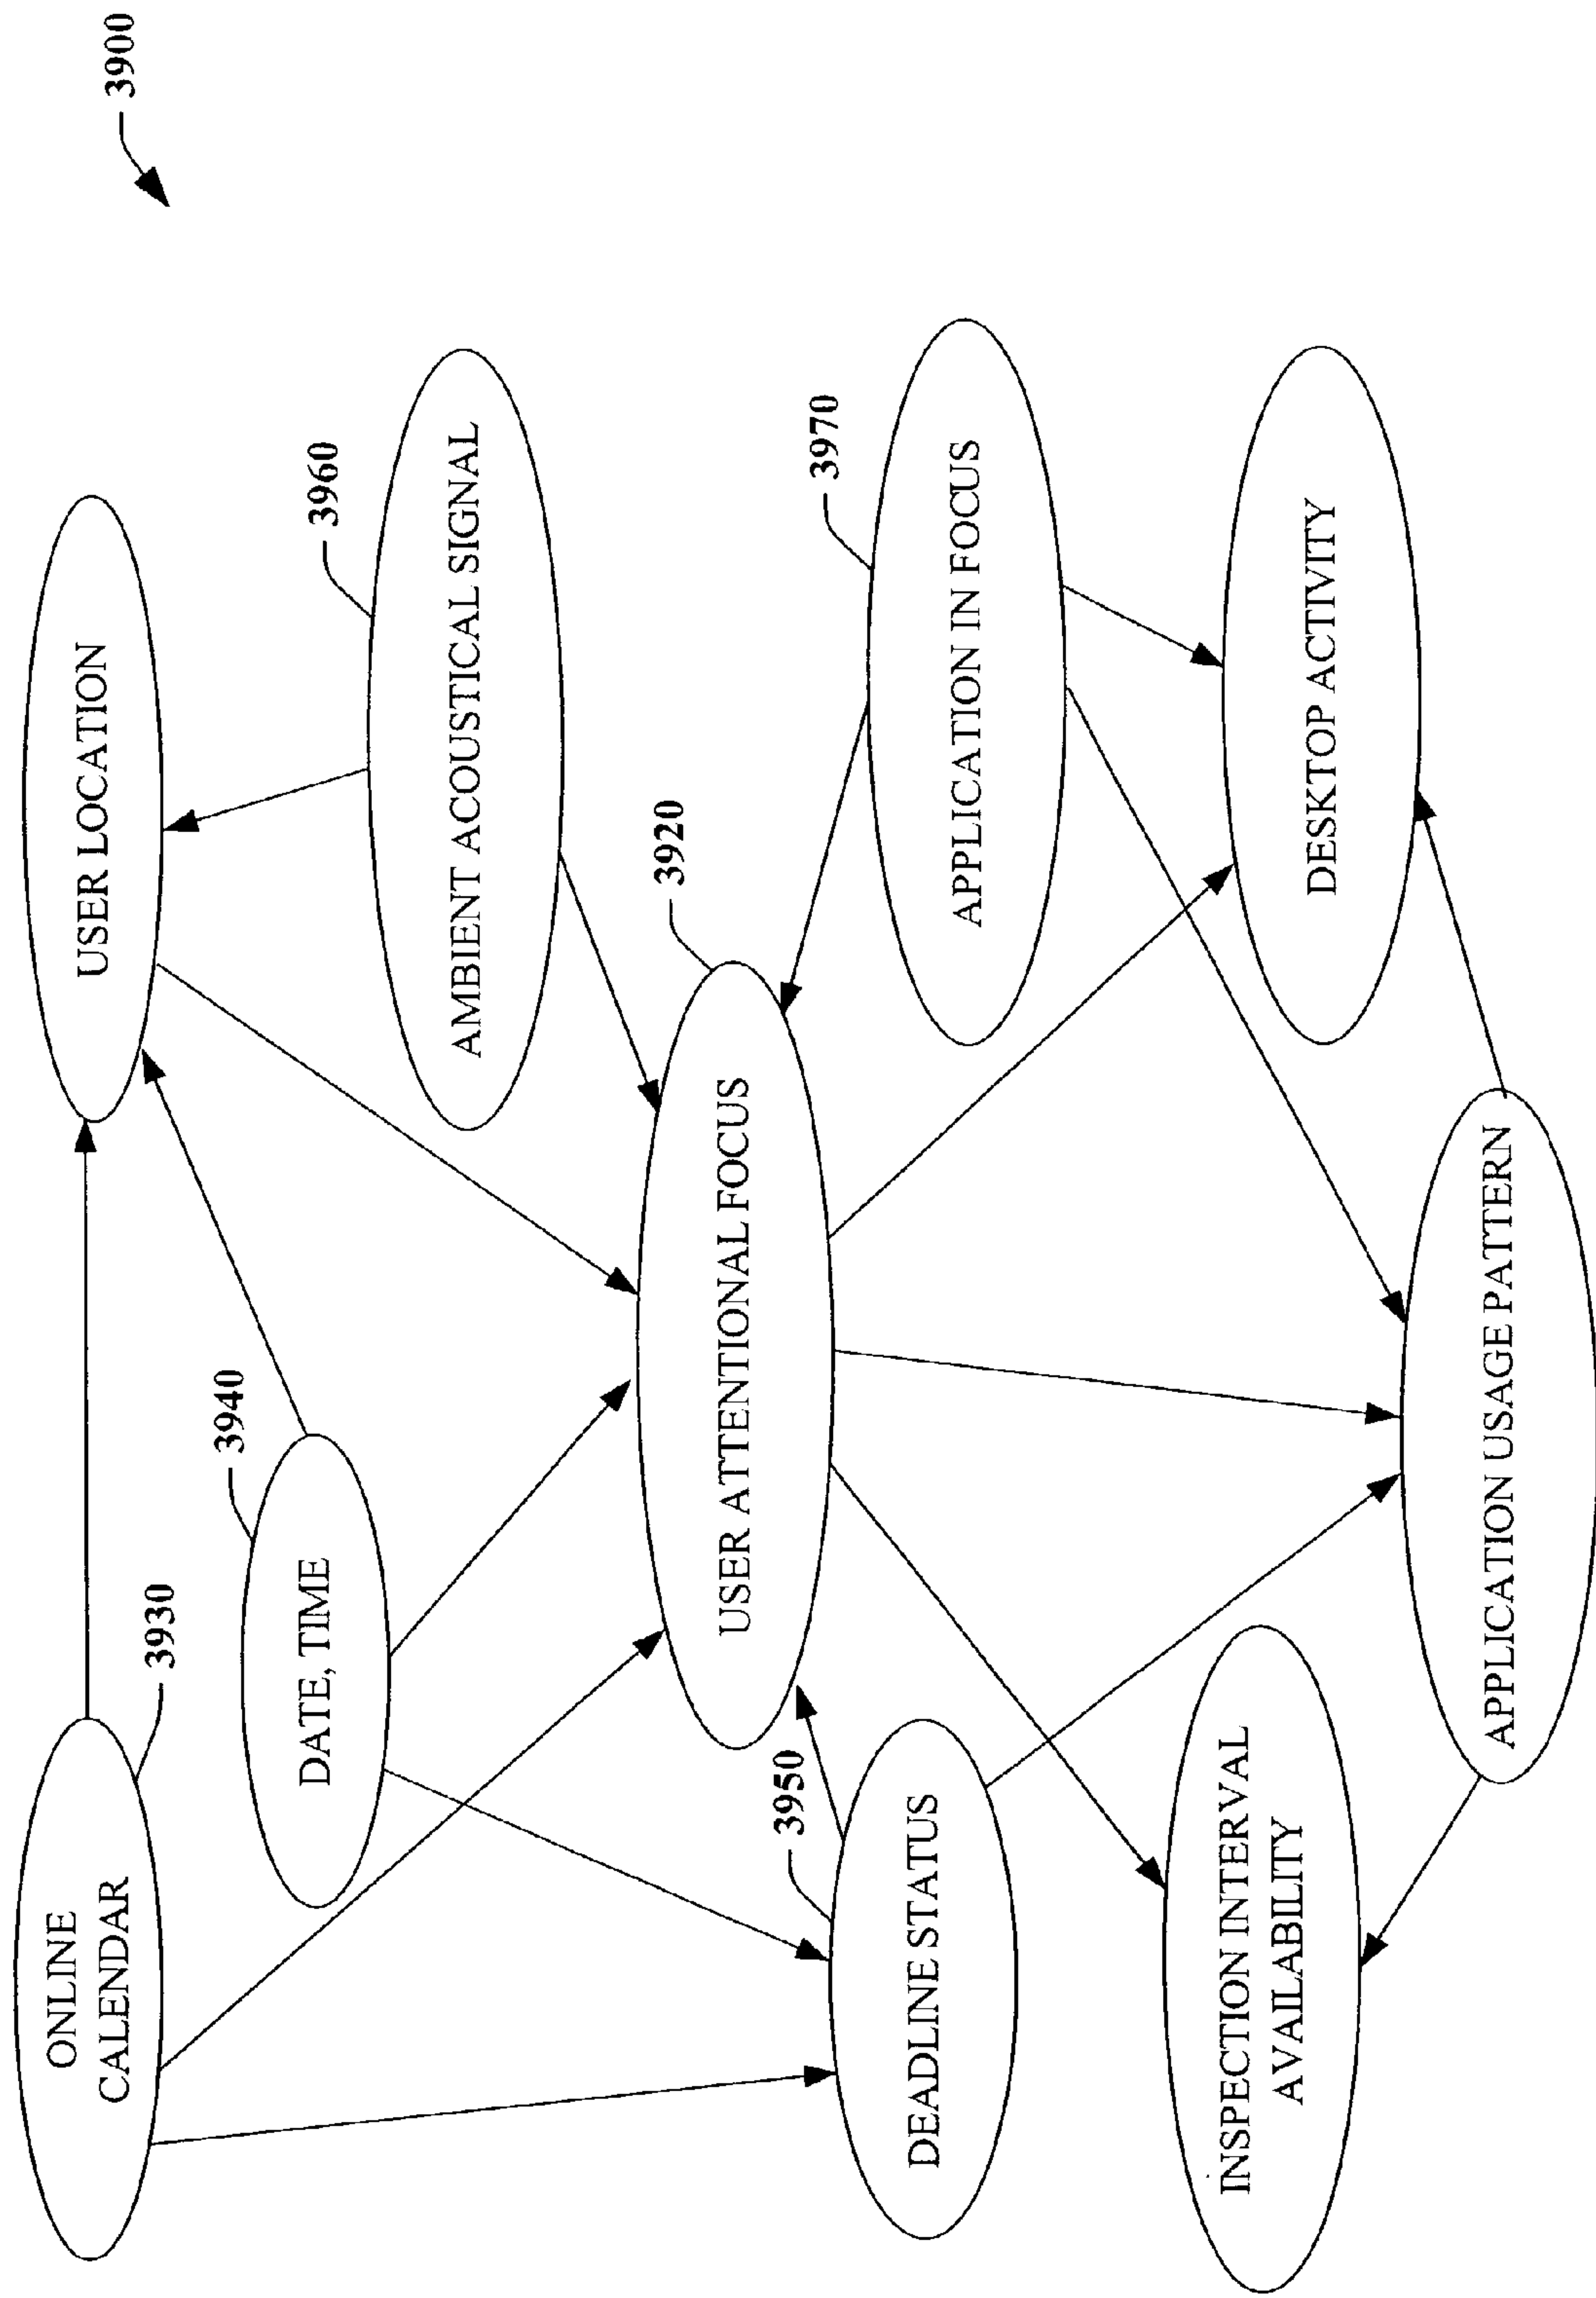 3900
ONLINE
CALENDAR
3930
USER LOCATION
DATE, TIME
3940
AMBIENT ACOUSTICAL SIGNAL
3960
USER ATTENTIONAL FOCUS
3920
DEADLINE STATUS
3950
APPLICATION IN FOCUS
3970
INSPECTION INTERVAL
AVAILABILITY
DESKTOP ACTIVITY
APPLICATION USAGE PATTERN